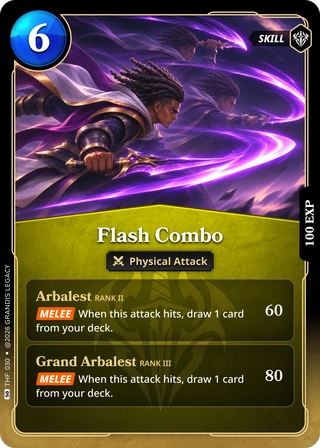 6
SKILL
Flash Combo
Physical Attack
100 EXP
Arbalest RANK II
MELEE When this attack hits, draw 1 card
from your deck.
60
Grand Arbalest RANK III
MELEE When this attack hits, draw 1 card
from your deck.
80
THF 030 • @2026 GRANDIS LEGACY